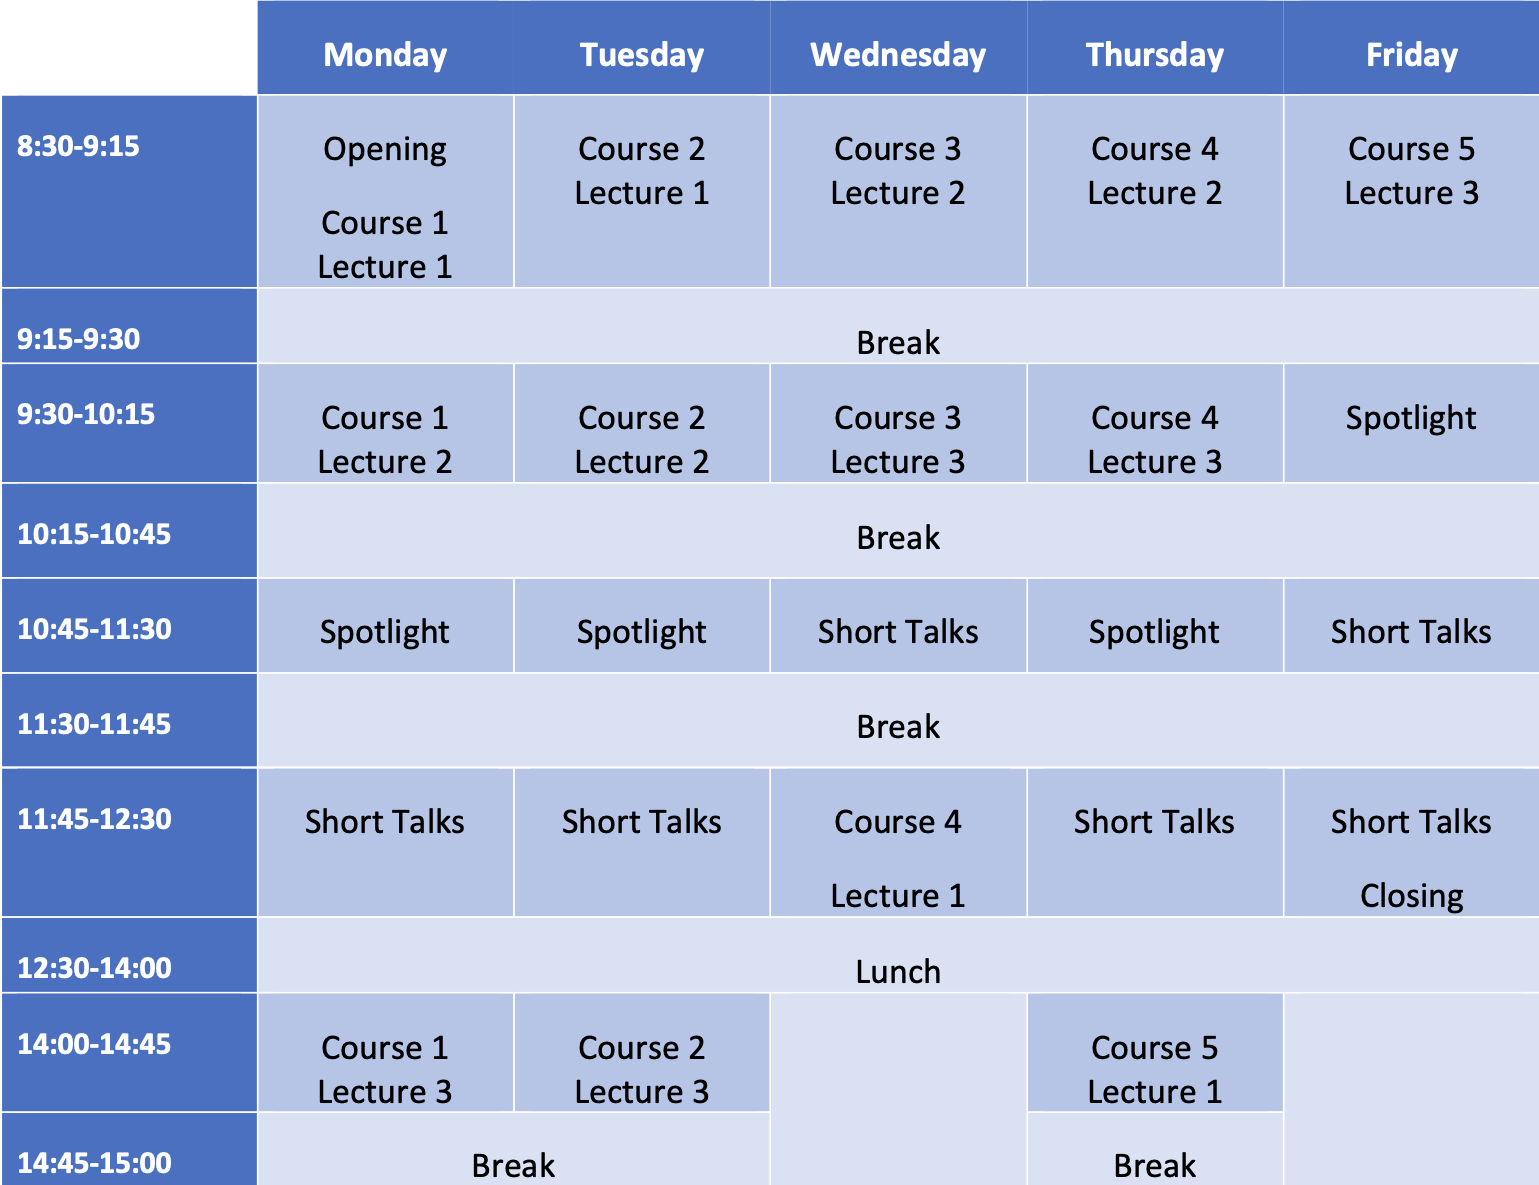 Monday Tuesday Wednesday Thursday Friday
8:30-9:15
Opening
Course 1
Lecture 1
Course 2
Lecture 1
Course 3
Lecture 2
Course 4
Lecture 2
Course 5
Lecture 3
9:15-9:30
Break
9:30-10:15
Course 1
Lecture 2
Course 2
Lecture 2
Course 3
Lecture 3
Course 4
Lecture 3
Spotlight
10:15-10:45
Break
10:45-11:30
Spotlight
Spotlight
Short Talks
Spotlight
Short Talks
11:30-11:45
Break
11:45-12:30
Short Talks
Short Talks
Course 4
Lecture 1
Short Talks
Short Talks
Closing
12:30-14:00
Lunch
14:00-14:45
Course 1
Lecture 3
Course 2
Lecture 3
Course 5
Lecture 1
14:45-15:00
Break
Break